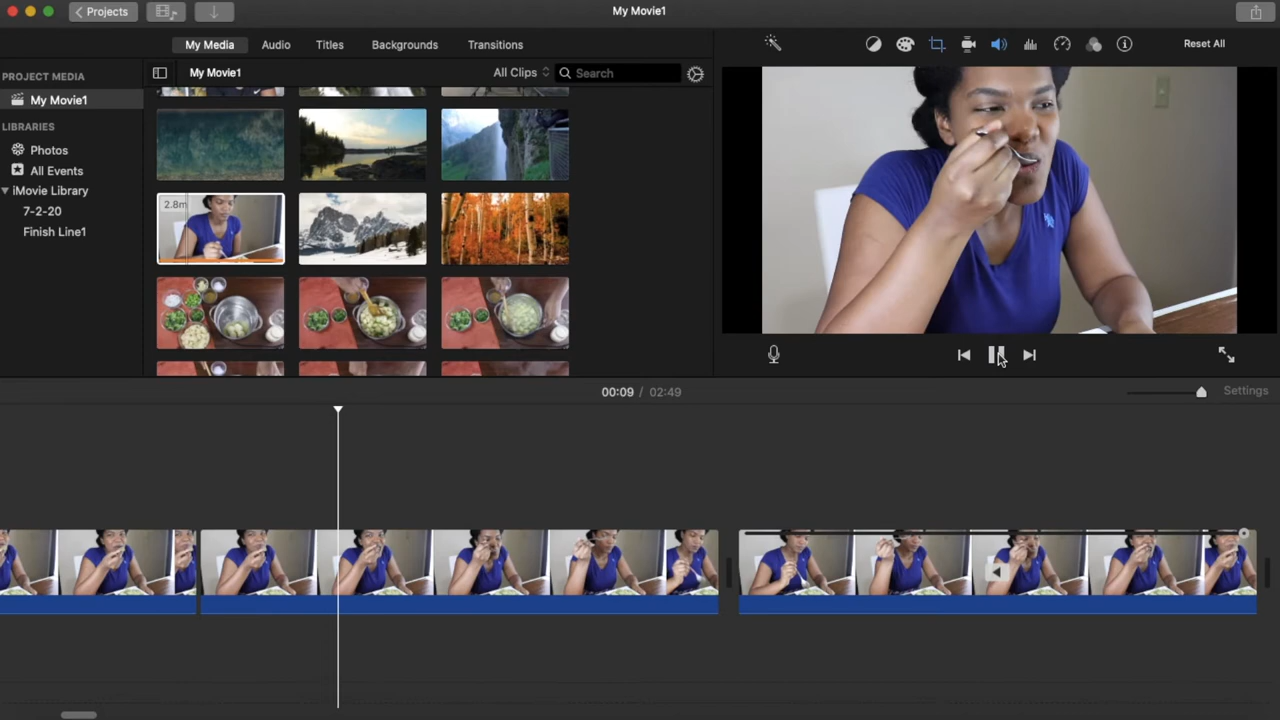 Projects
My Movie1
My Media
Audio
Titles
Backgrounds
Transitions
Reset All
PROJECT MEDIA
My Movie1
LIBRARIES
Photos
All Events
iMovie Library
7-2-20
Finish Line1
My Movie1
All Clips
Search
2.8m
00:09 / 02:49
Settings